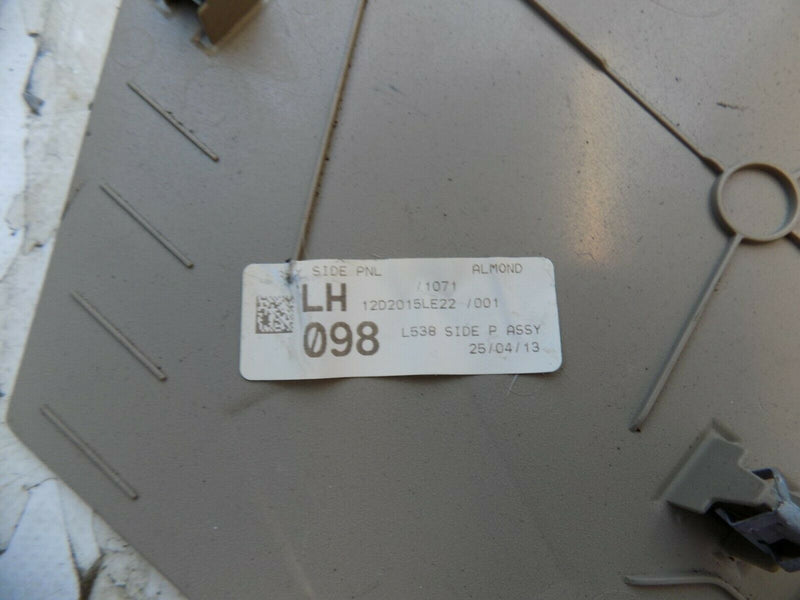 SIDE PNL ALMOND
LH /1071
12D2015LE22 /001
098 L538 SIDE P ASSY
25/04/13